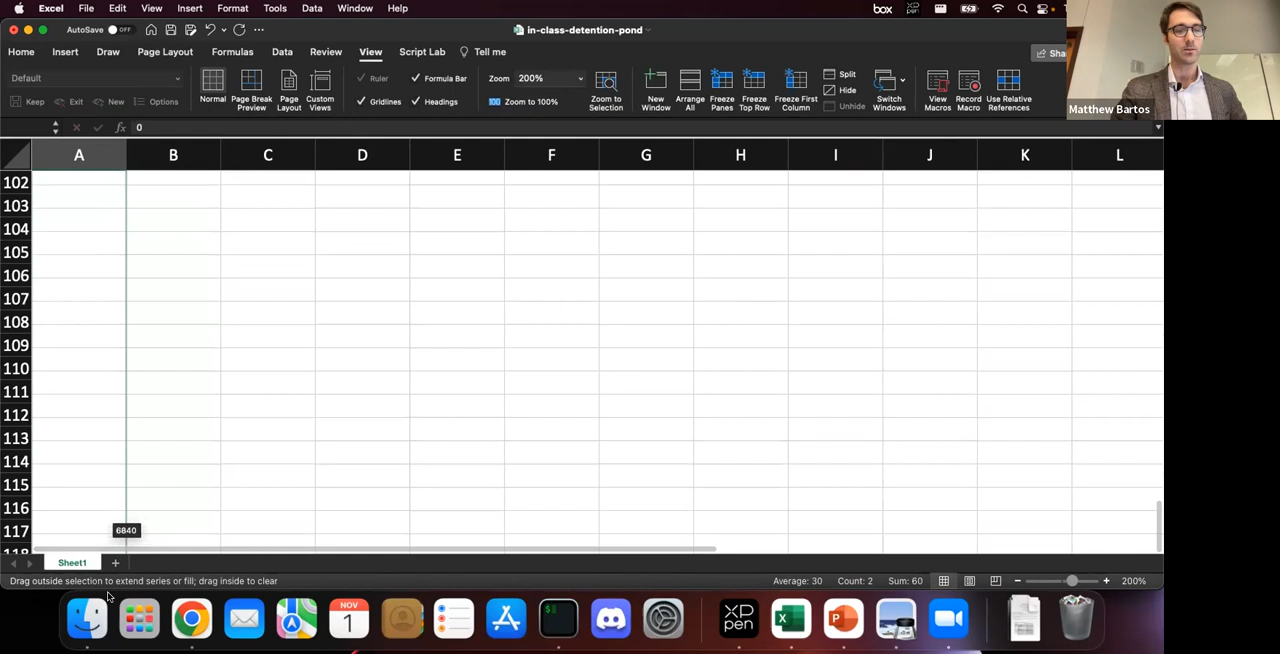 Excel File Edit View Insert Format Tools Data Window Help box XP PEN
AutoSave OFF in-class-detention-pond
Home Insert Draw Page Layout Formulas Data Review View Script Lab Tell me Sha
Default Ruler Formula Bar Zoom 200% Split
Normal Page Break Preview Page Layout Custom Views Zoom to Selection New Window Arrange All Freeze Panes Freeze Top Row Freeze First Column Hide Switch Windows View Macros Record Macro Use Relative References
Keep Exit New Options Gridlines Headings 100 Zoom to 100% Unhide
Matthew Bartos
fx 0
A B C D E F G H I J K L
102
103
104
105
106
107
108
109
110
111
112
113
114
115
116
117
118
6840
Sheet1
Drag outside selection to extend series or fill; drag inside to clear Average: 30 Count: 2 Sum: 60 200%
NOV
1
$
XP
pen
X
P